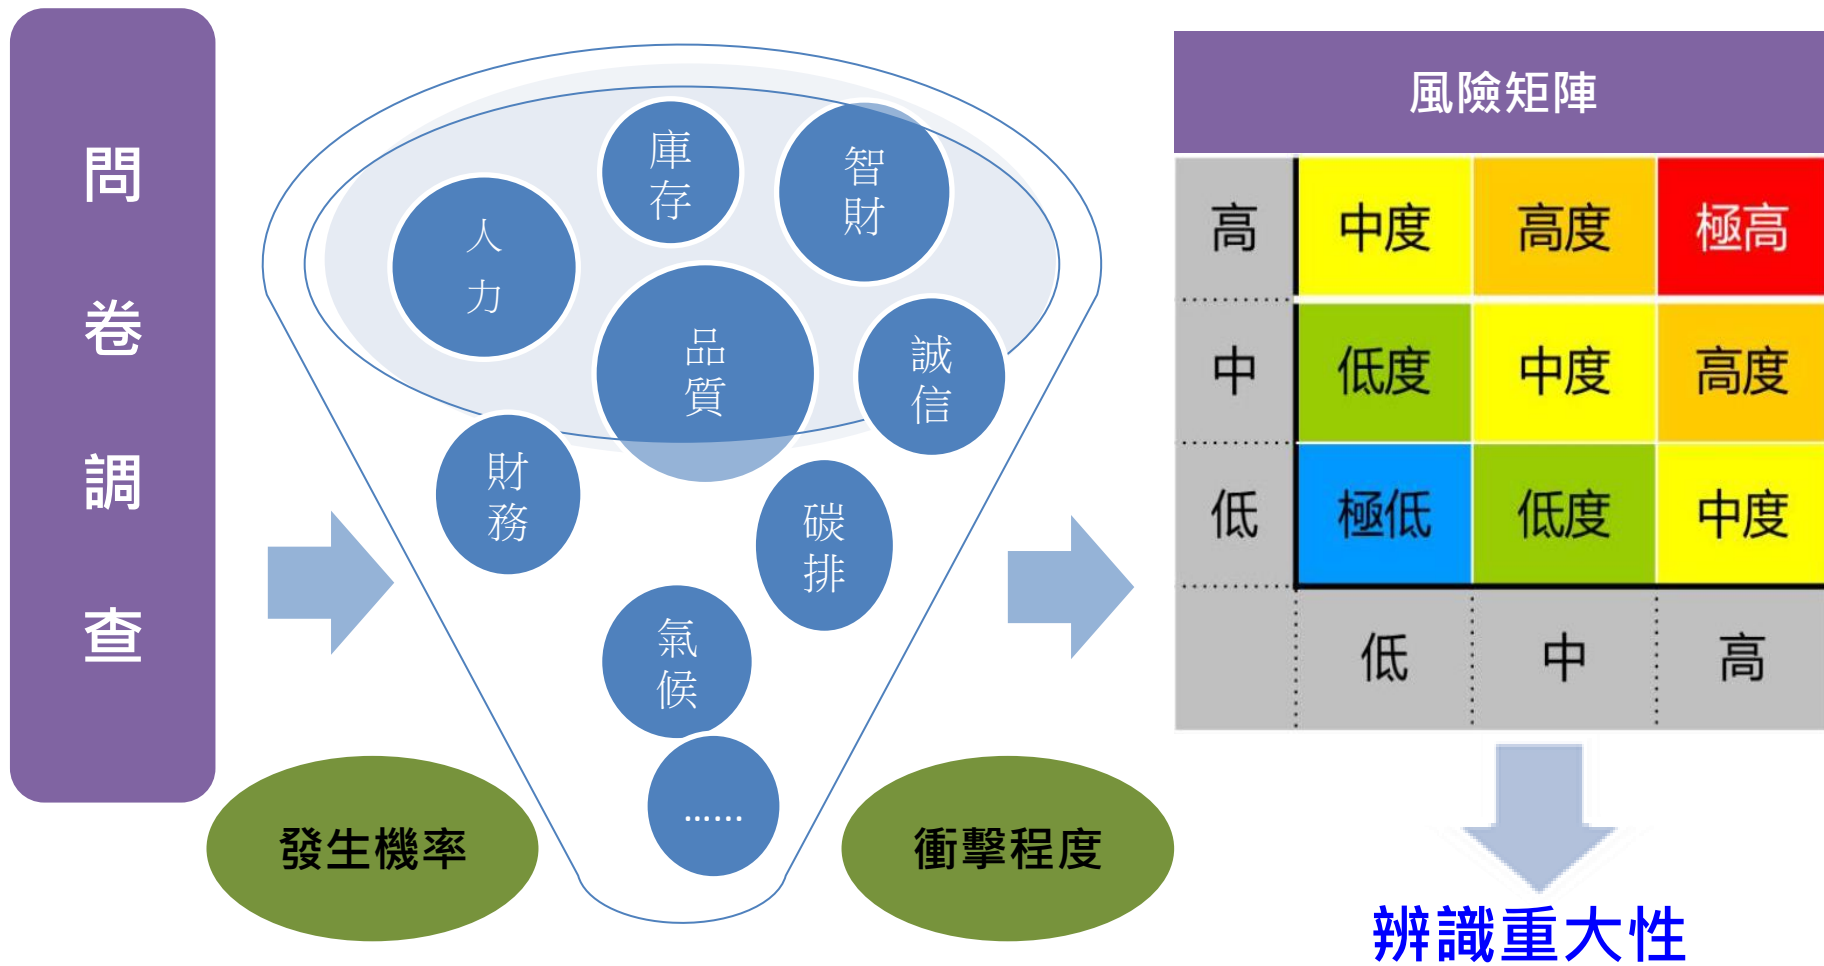 問卷調查
庫存
智財
人力
品質
誠信
財務
碳排
氣候
......
發生機率
衝擊程度
風險矩陣
高 中度 高度 極高
中 低度 中度 高度
低 極低 低度 中度
低 中 高
辨識重大性